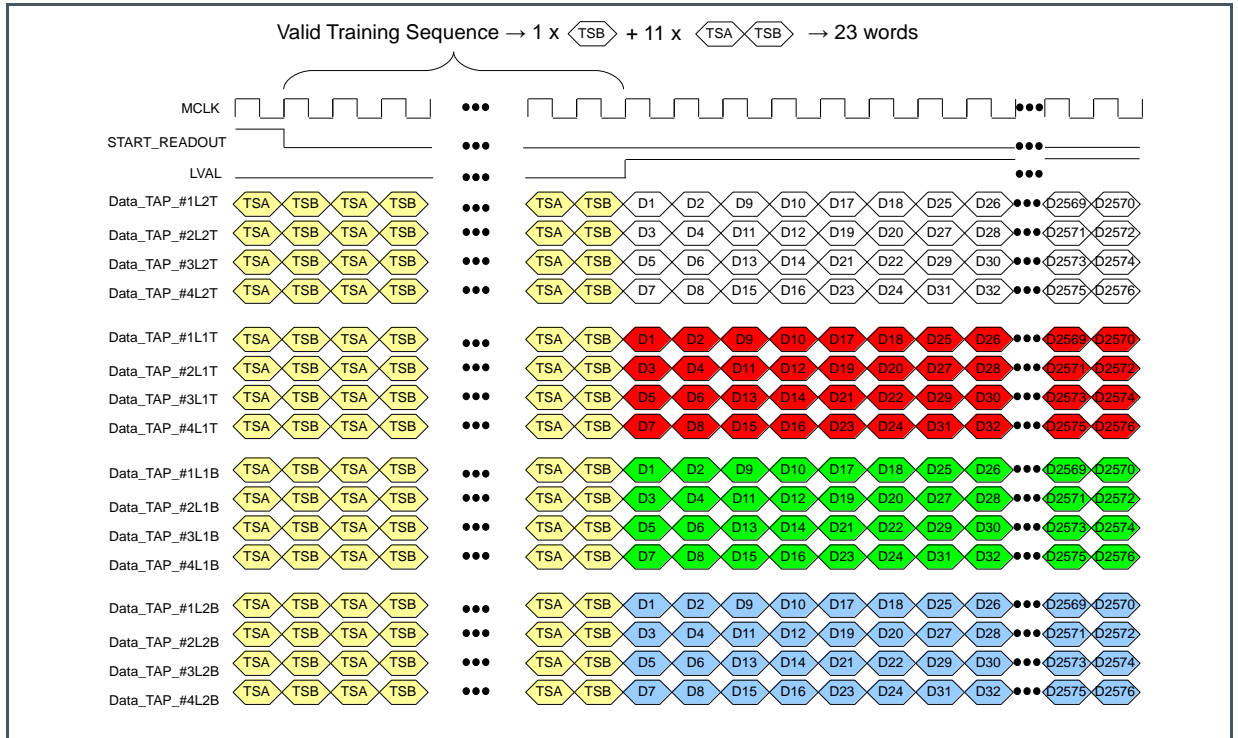 Valid Training Sequence → 1 x TSB + 11 x TSA TSB → 23 words
MCLK •••  •••
START_READOUT ••• •••
LVAL ••• •••
Data_TAP_#1L2T TSA TSB TSA TSB ••• TSA TSB D1 D2 D9 D10 D17 D18 D25 D26 ••• D2569 D2570
Data_TAP_#2L2T TSA TSB TSA TSB ••• TSA TSB D3 D4 D11 D12 D19 D20 D27 D28 ••• D2571 D2572
Data_TAP_#3L2T TSA TSB TSA TSB ••• TSA TSB D5 D6 D13 D14 D21 D22 D29 D30 ••• D2573 D2574
Data_TAP_#4L2T TSA TSB TSA TSB ••• TSA TSB D7 D8 D15 D16 D23 D24 D31 D32 ••• D2575 D2576
Data_TAP_#1L1T TSA TSB TSA TSB ••• TSA TSB D1 D2 D9 D10 D17 D18 D25 D26 ••• D2569 D2570
Data_TAP_#2L1T TSA TSB TSA TSB ••• TSA TSB D3 D4 D11 D12 D19 D20 D27 D28 ••• D2571 D2572
Data_TAP_#3L1T TSA TSB TSA TSB ••• TSA TSB D5 D6 D13 D14 D21 D22 D29 D30 ••• D2573 D2574
Data_TAP_#4L1T TSA TSB TSA TSB ••• TSA TSB D7 D8 D15 D16 D23 D24 D31 D32 ••• D2575 D2576
Data_TAP_#1L1B TSA TSB TSA TSB ••• TSA TSB D1 D2 D9 D10 D17 D18 D25 D26 ••• D2569 D2570
Data_TAP_#2L1B TSA TSB TSA TSB ••• TSA TSB D3 D4 D11 D12 D19 D20 D27 D28 ••• D2571 D2572
Data_TAP_#3L1B TSA TSB TSA TSB ••• TSA TSB D5 D6 D13 D14 D21 D22 D29 D30 ••• D2573 D2574
Data_TAP_#4L1B TSA TSB TSA TSB ••• TSA TSB D7 D8 D15 D16 D23 D24 D31 D32 ••• D2575 D2576
Data_TAP_#1L2B TSA TSB TSA TSB ••• TSA TSB D1 D2 D9 D10 D17 D18 D25 D26 ••• D2569 D2570
Data_TAP_#2L2B TSA TSB TSA TSB ••• TSA TSB D3 D4 D11 D12 D19 D20 D27 D28 ••• D2571 D2572
Data_TAP_#3L2B TSA TSB TSA TSB ••• TSA TSB D5 D6 D13 D14 D21 D22 D29 D30 ••• D2573 D2574
Data_TAP_#4L2B TSA TSB TSA TSB ••• TSA TSB D7 D8 D15 D16 D23 D24 D31 D32 ••• D2575 D2576